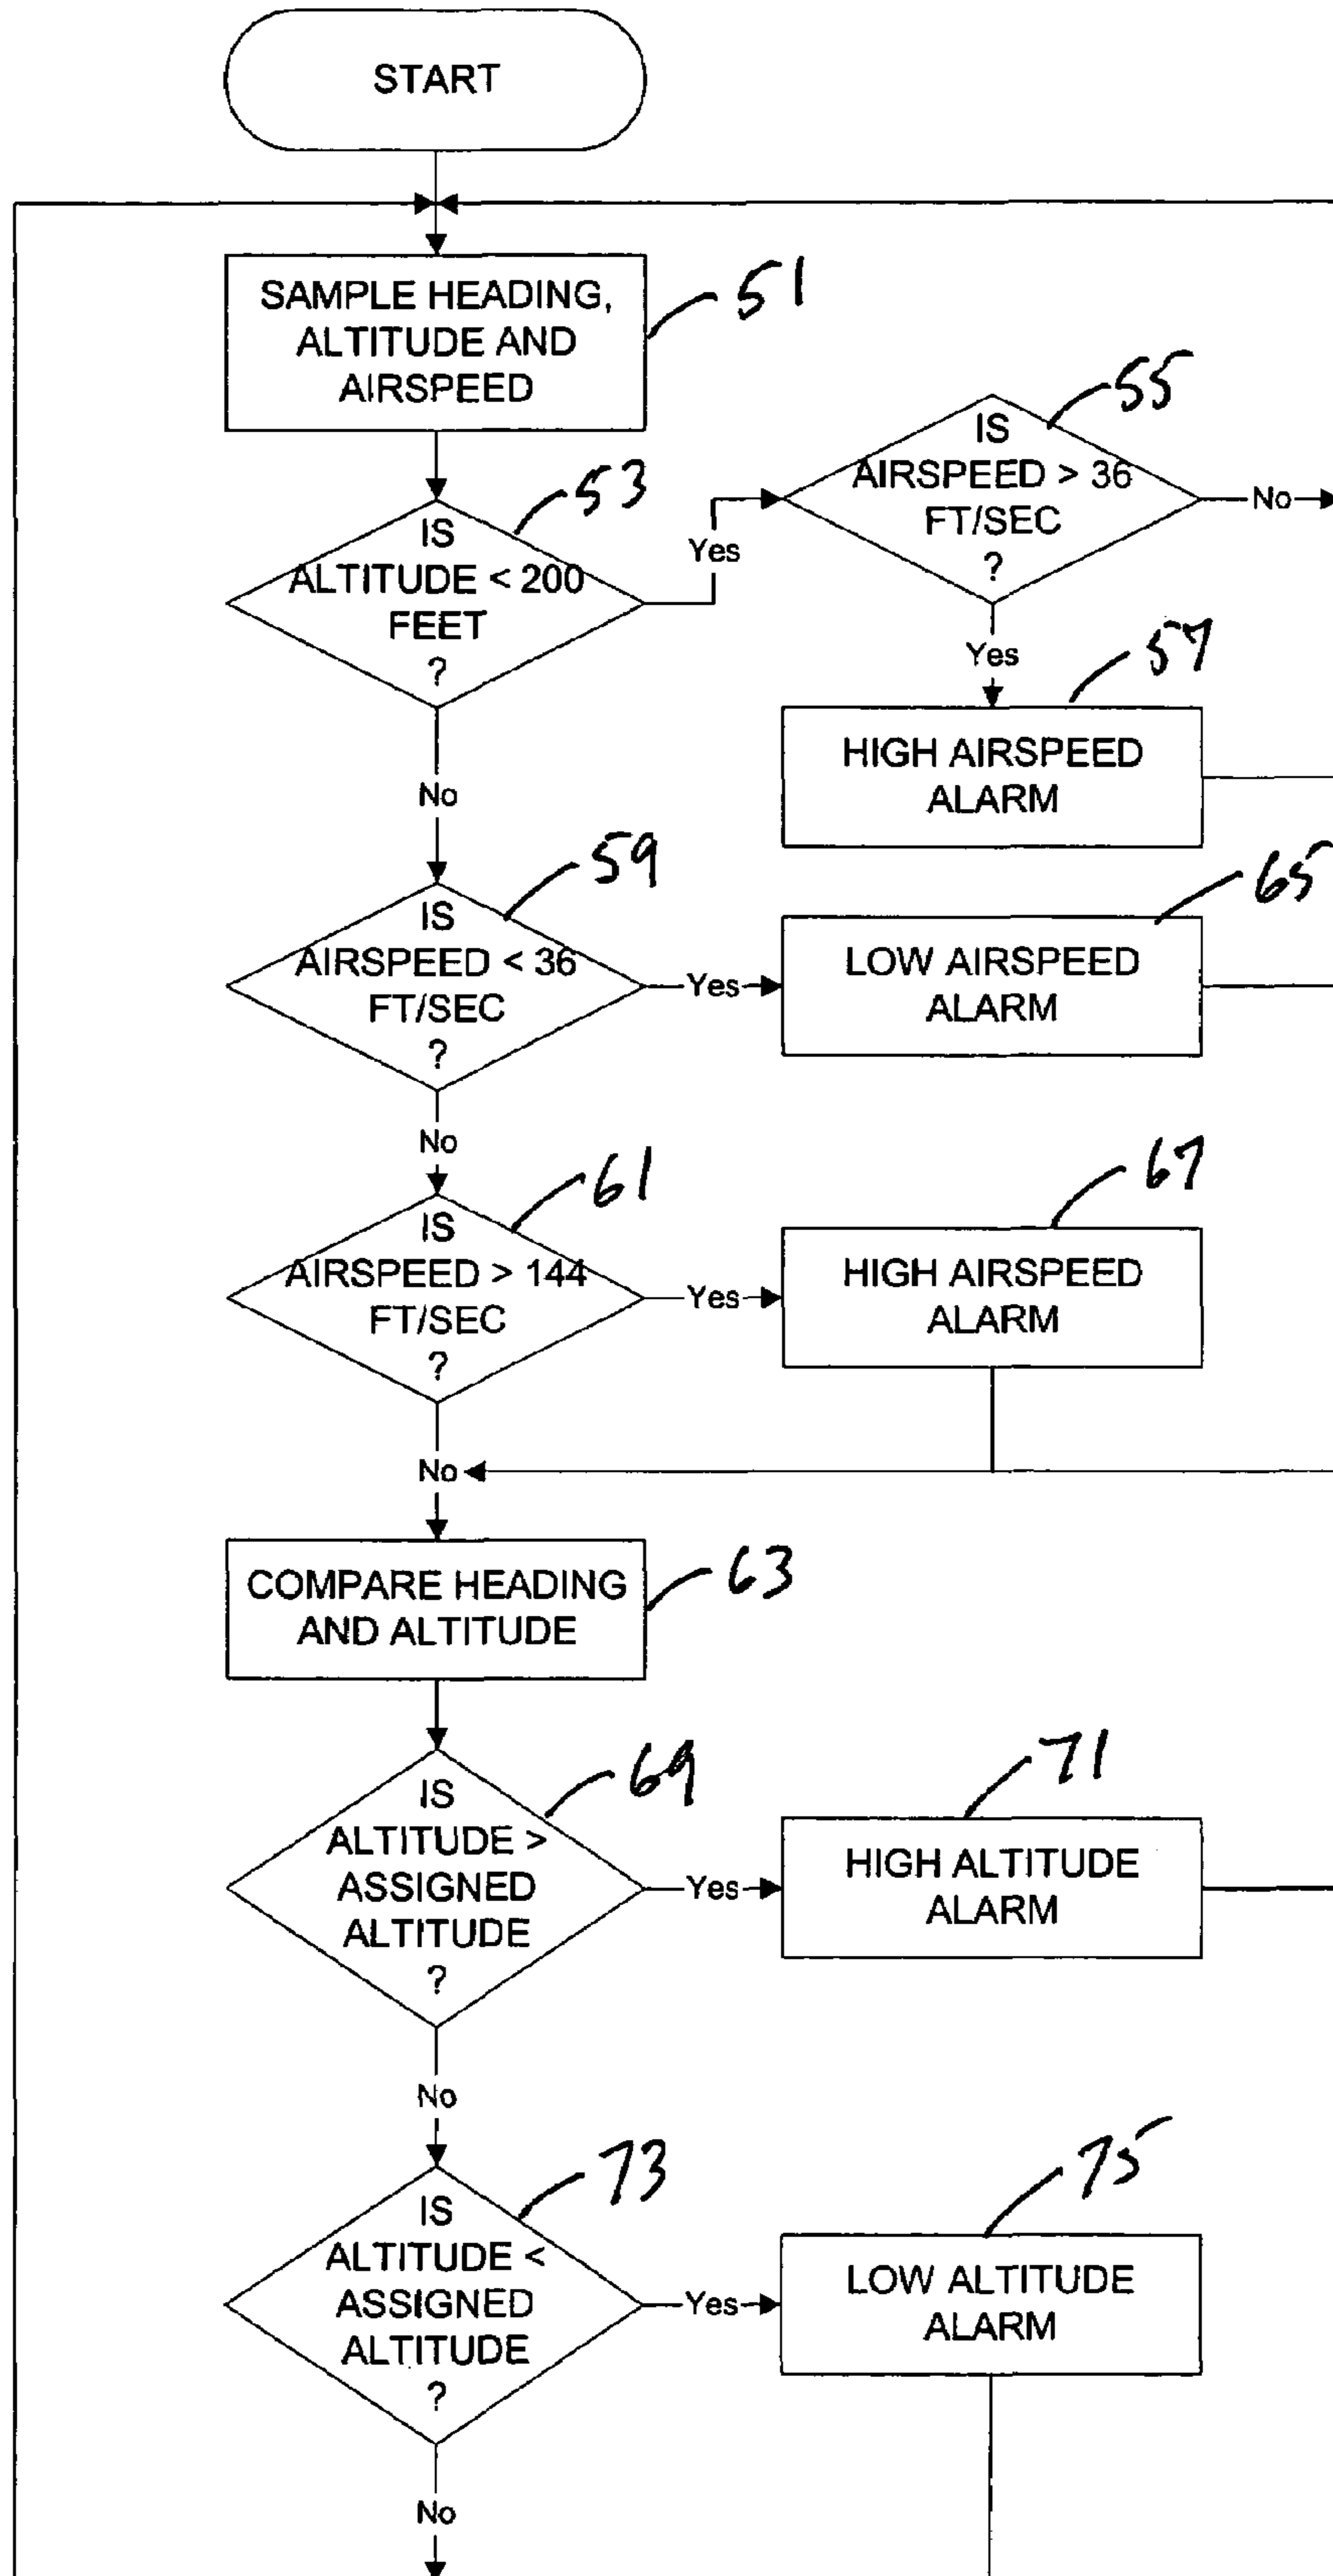 START
SAMPLE HEADING,
ALTITUDE AND
AIRSPEED
51
IS
ALTITUDE < 200
FEET
?
53
Yes
No
IS
AIRSPEED > 36
FT/SEC
?
55
No
Yes
HIGH AIRSPEED
ALARM
57
IS
AIRSPEED < 36
FT/SEC
?
59
Yes
No
LOW AIRSPEED
ALARM
65
IS
AIRSPEED > 144
FT/SEC
?
61
Yes
No
HIGH AIRSPEED
ALARM
67
COMPARE HEADING
AND ALTITUDE
63
IS
ALTITUDE >
ASSIGNED
ALTITUDE
?
69
Yes
No
HIGH ALTITUDE
ALARM
71
IS
ALTITUDE <
ASSIGNED
ALTITUDE
?
73
Yes
No
LOW ALTITUDE
ALARM
75